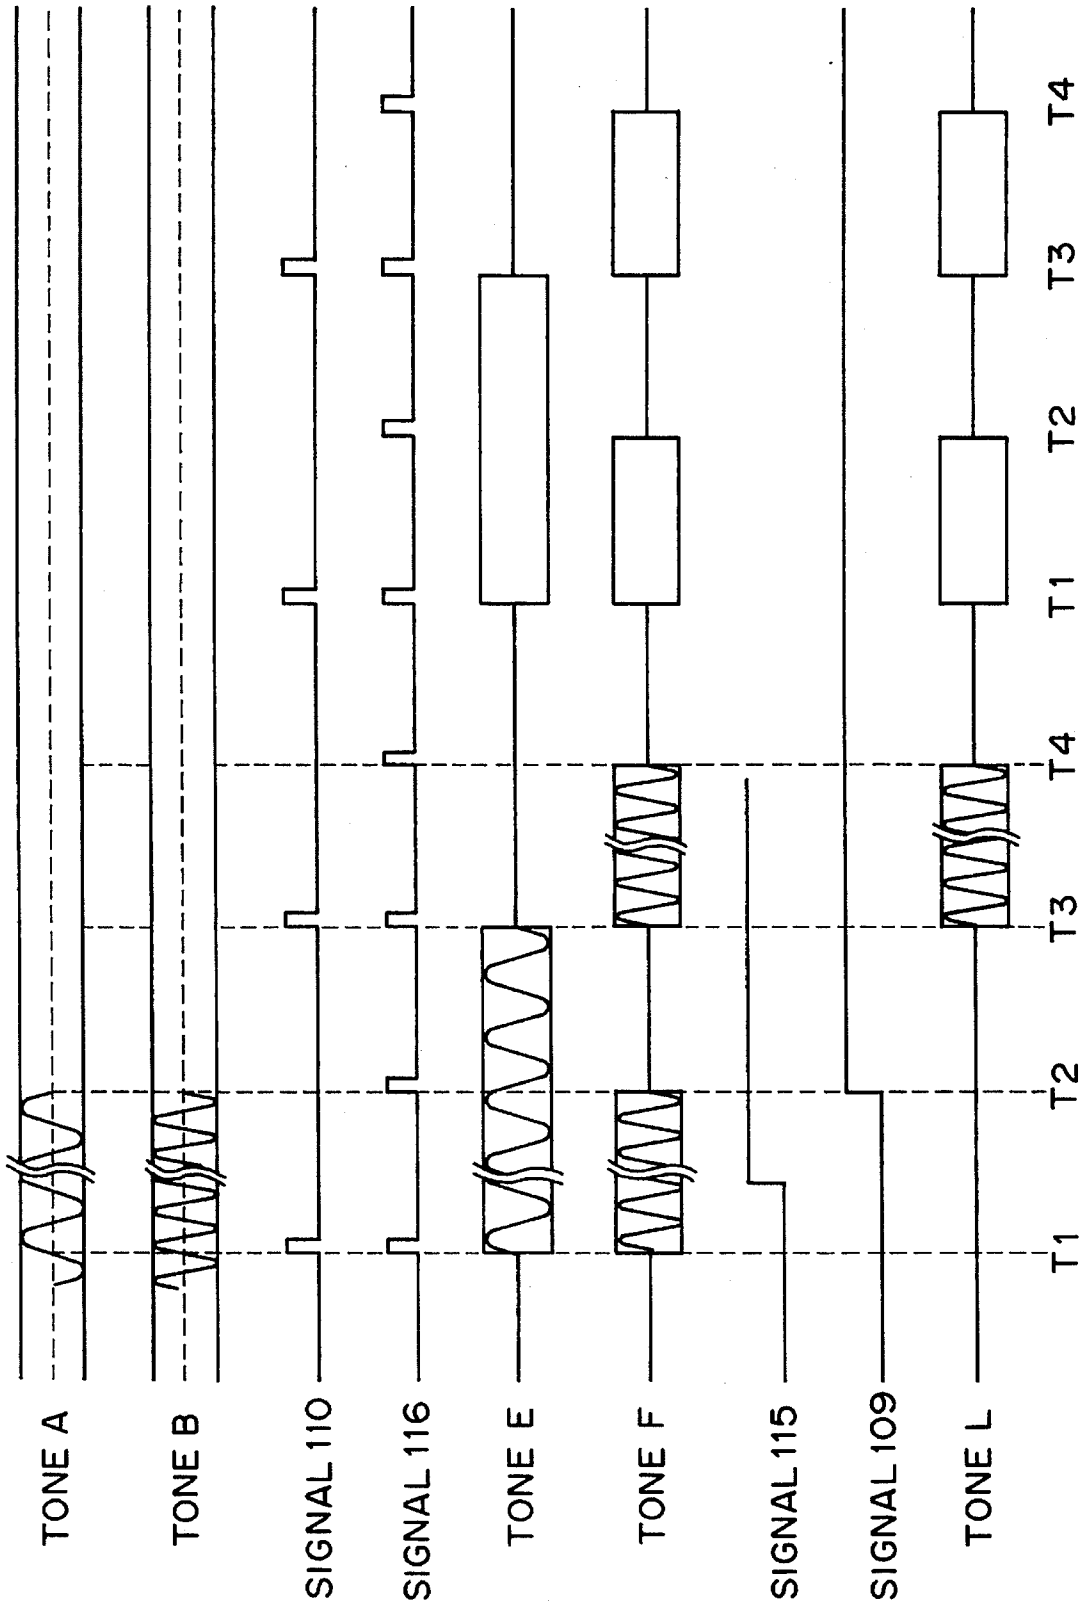 TONE A
TONE B
SIGNAL 110
SIGNAL 116
TONE E
TONE F
SIGNAL 115
SIGNAL 109
TONE L
T1 T2 T3 T4 T1 T2 T3 T4